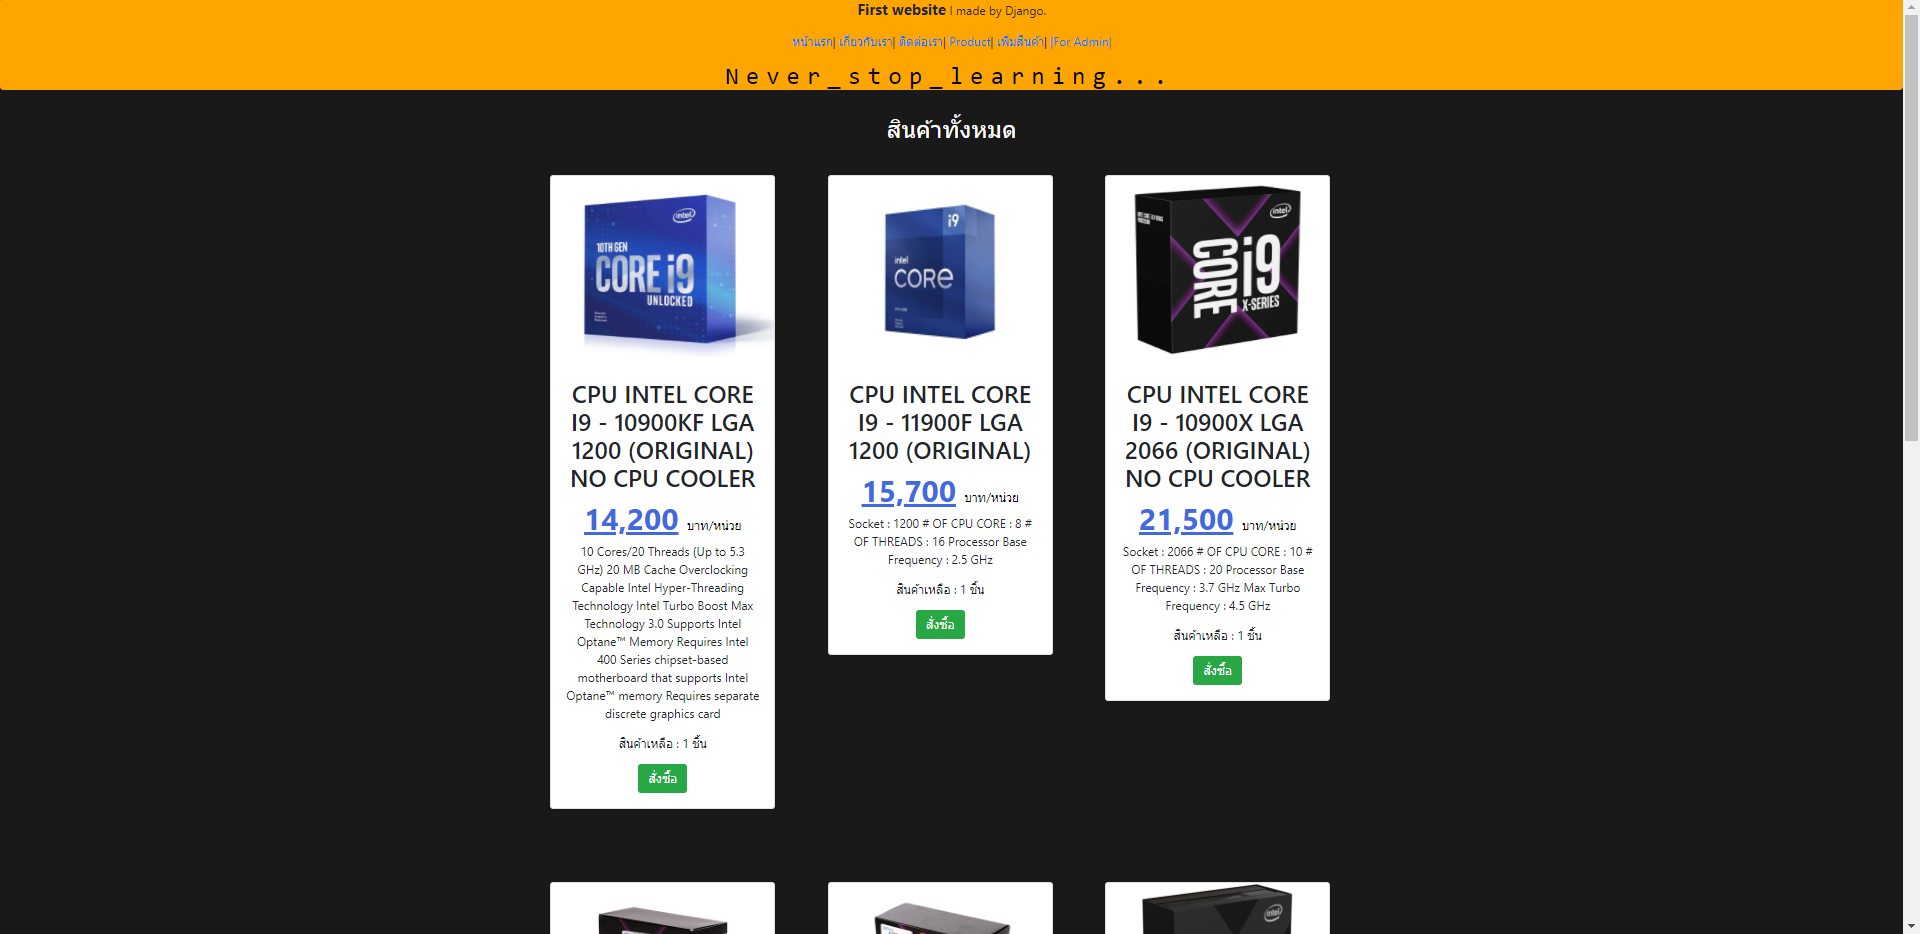 First website I made by Django.
หน้าแรก| เกี่ยวกับเรา| ติดต่อเรา| Product| เพิ่มสินค้า| |For Admin|
Never_stop_learning...
สินค้าทั้งหมด
intel
10TH GEN
CORE i9
UNLOCKED
CPU INTEL CORE
I9 - 10900KF LGA
1200 (ORIGINAL)
NO CPU COOLER
14,200 บาท/หน่วย
10 Cores/20 Threads (Up to 5.3
GHz) 20 MB Cache Overclocking
Capable Intel Hyper-Threading
Technology Intel Turbo Boost Max
Technology 3.0 Supports Intel
Optane™ Memory Requires Intel
400 Series chipset-based
motherboard that supports Intel
Optane™ memory Requires separate
discrete graphics card
สินค้าเหลือ : 1 ชิ้น
สั่งซื้อ
i9
intel
CORE
CPU INTEL CORE
I9 - 11900F LGA
1200 (ORIGINAL)
15,700 บาท/หน่วย
Socket : 1200 # OF CPU CORE : 8 #
OF THREADS : 16 Processor Base
Frequency : 2.5 GHz
สินค้าเหลือ : 1 ชิ้น
สั่งซื้อ
intel
CORE i9
X-SERIES
CPU INTEL CORE
I9 - 10900X LGA
2066 (ORIGINAL)
NO CPU COOLER
21,500 บาท/หน่วย
Socket : 2066 # OF CPU CORE : 10 #
OF THREADS : 20 Processor Base
Frequency : 3.7 GHz Max Turbo
Frequency : 4.5 GHz
สินค้าเหลือ : 1 ชิ้น
สั่งซื้อ
intel